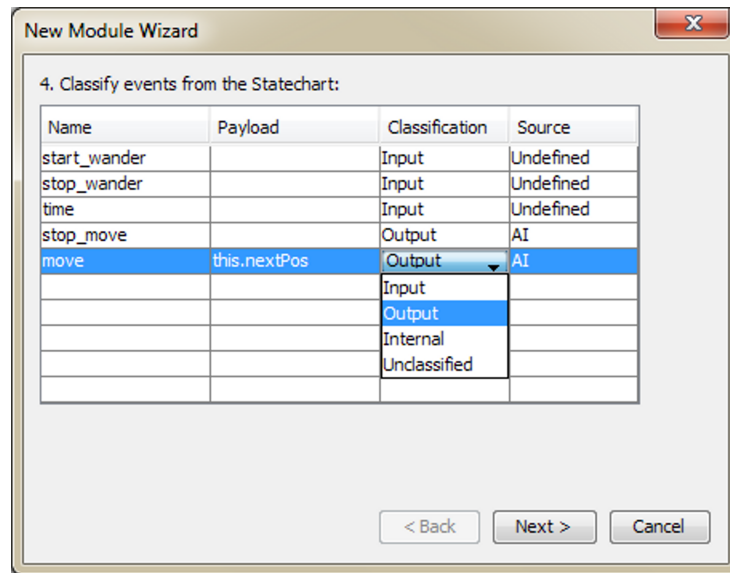 New Module Wizard
4. Classify events from the Statechart:
Name Payload Classification Source
start_wander Input Undefined
stop_wander Input Undefined
time Input Undefined
stop_move Output AI
move this.nextPos Output AI
Input
Output
Internal
Unclassified
< Back Next > Cancel